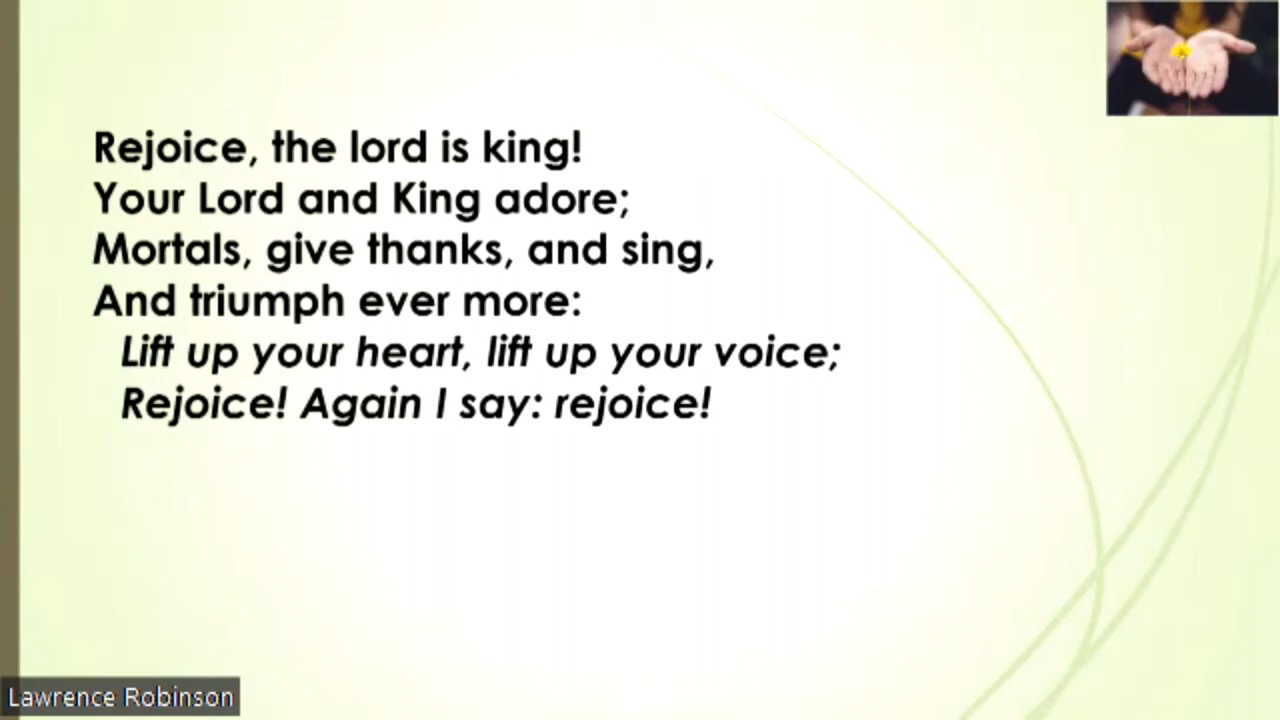 Rejoice, the lord is king!
Your Lord and King adore;
Mortals, give thanks, and sing,
And triumph ever more:
Lift up your heart, lift up your voice;
Rejoice! Again I say: rejoice!
Lawrence Robinson